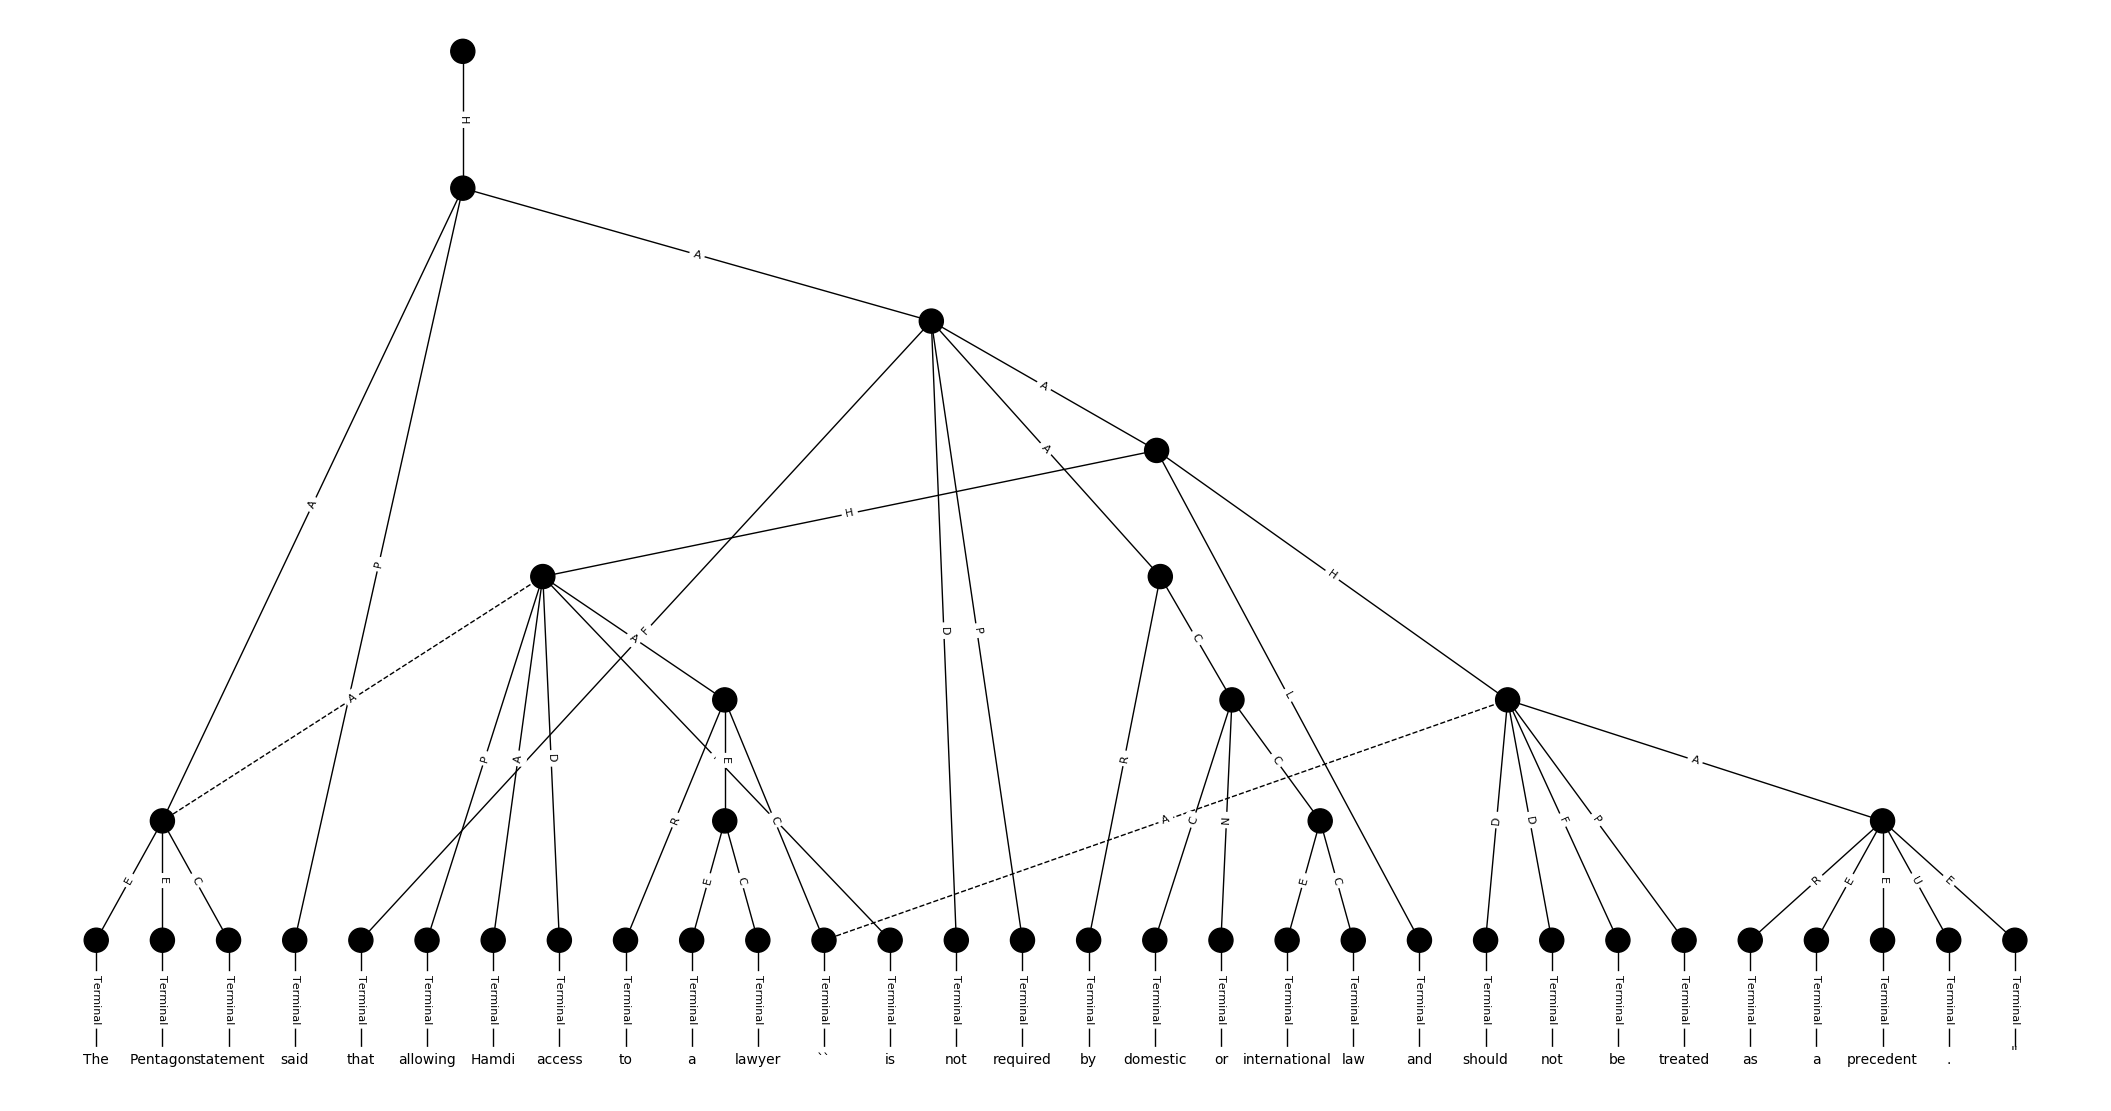 H
A
A
A
A
H
P
H
A F
D
P
C
A
L
P
A
D
E
R
C
A
R
C
A
C
N
D
D
F
P
E
E
C
E
C
E
C
R
E
E
U
E
Terminal Terminal Terminal Terminal Terminal Terminal Terminal Terminal Terminal Terminal Terminal Terminal Terminal Terminal Terminal Terminal Terminal Terminal Terminal Terminal Terminal Terminal Terminal Terminal Terminal Terminal Terminal Terminal Terminal Terminal
The Pentagon statement said that allowing Hamdi access to a lawyer `` is not required by domestic or international law and should not be treated as a precedent . "